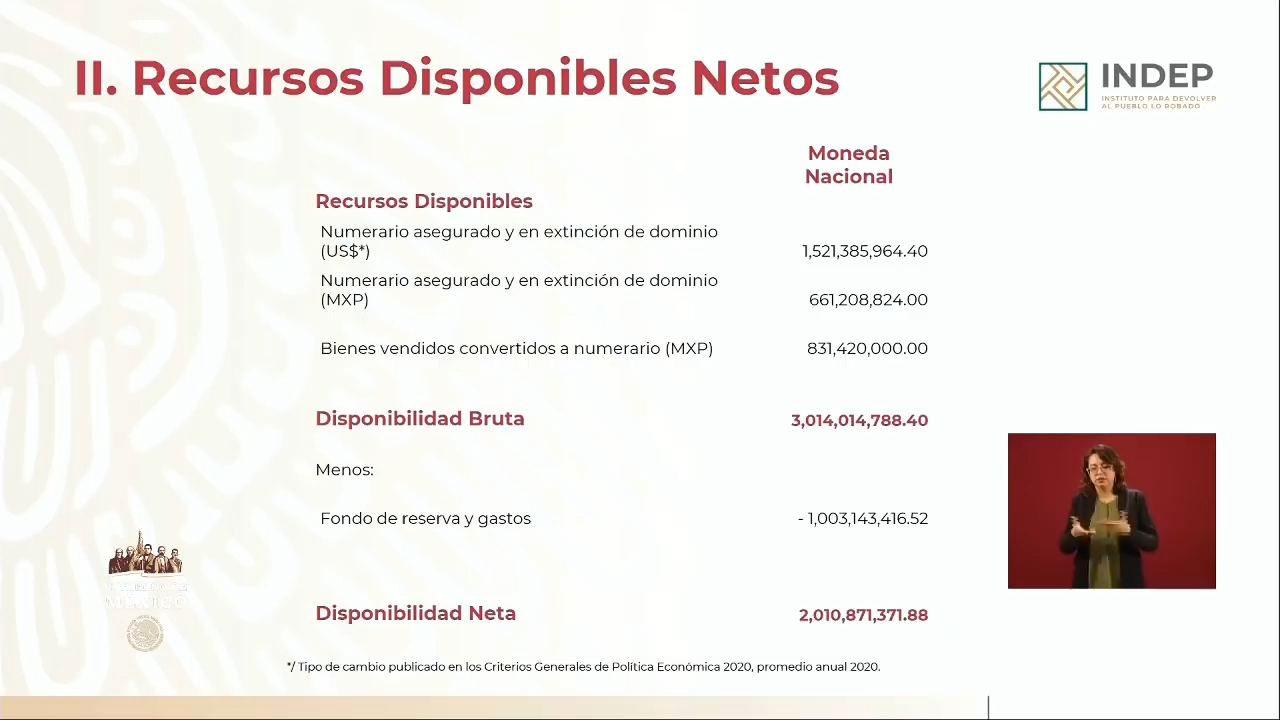 II. Recursos Disponibles Netos
INDEP
INSTITUTO PARA DEVOLVER
AL PUEBLO LO ROBADO
Moneda
Nacional
Recursos Disponibles
Numerario asegurado y en extinción de dominio
(US$*)
1,521,385,964.40
Numerario asegurado y en extinción de dominio
(MXP)
661,208,824.00
Bienes vendidos convertidos a numerario (MXP) 831,420,000.00
Disponibilidad Bruta 3,014,014,788.40
Menos:
Fondo de reserva y gastos - 1,003,143,416.52
MÉXICO
Disponibilidad Neta 2,010,871,371.88
*/ Tipo de cambio publicado en los Criterios Generales de Política Económica 2020, promedio anual 2020.